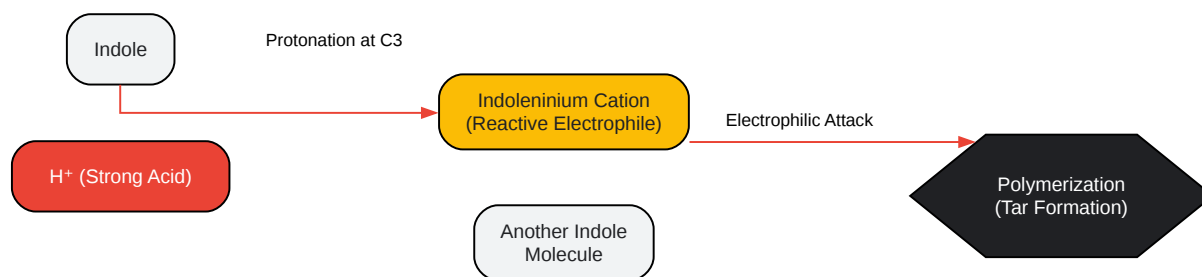 Indole
Protonation at C3
H⁺ (Strong Acid)
Indoleninium Cation
(Reactive Electrophile)
Electrophilic Attack
Another Indole
Molecule
Polymerization
(Tar Formation)